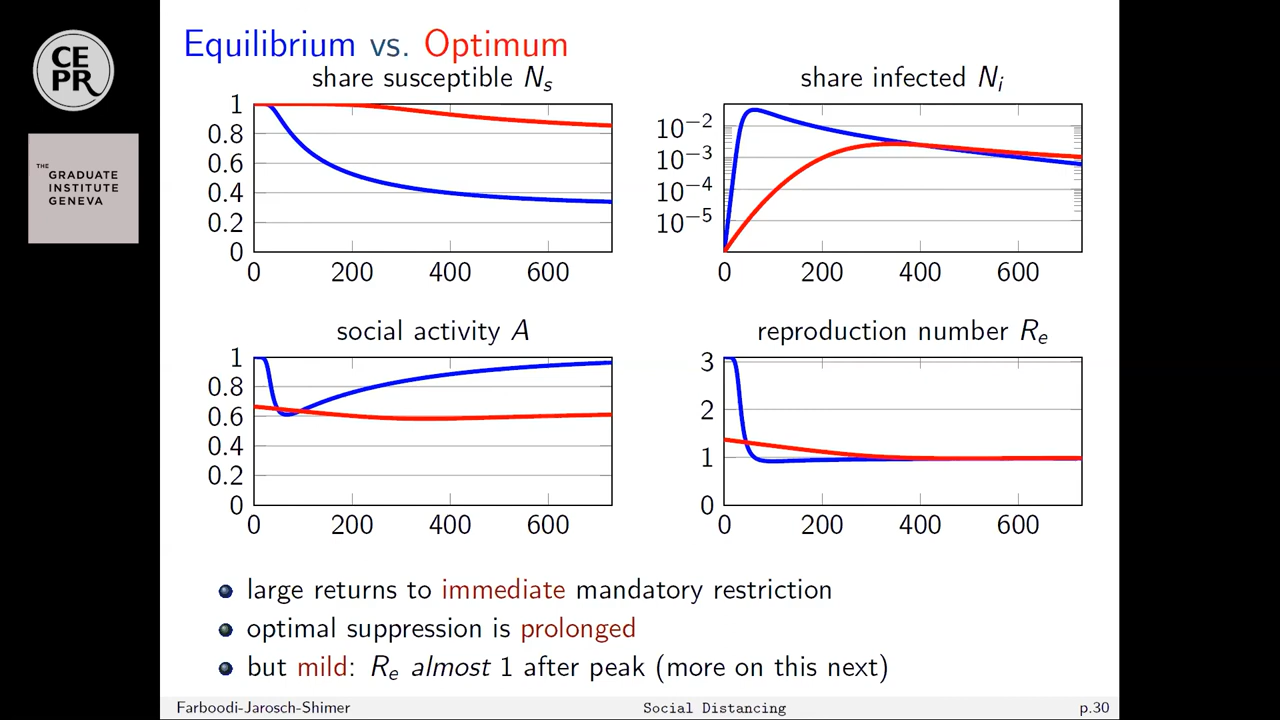 CE
PR
THE
GRADUATE
INSTITUTE
GENEVA
Equilibrium vs. Optimum
share susceptible Nₛ
1
0.8
0.6
0.4
0.2
0
0 200 400 600
share infected Nᵢ
10⁻²
10⁻³
10⁻⁴
10⁻⁵
0 200 400 600
social activity A
1
0.8
0.6
0.4
0.2
0
0 200 400 600
reproduction number Rₑ
3
2
1
0
0 200 400 600
large returns to immediate mandatory restriction
optimal suppression is prolonged
but mild: Rₑ almost 1 after peak (more on this next)
Farboodi-Jarosch-Shimer Social Distancing p.30